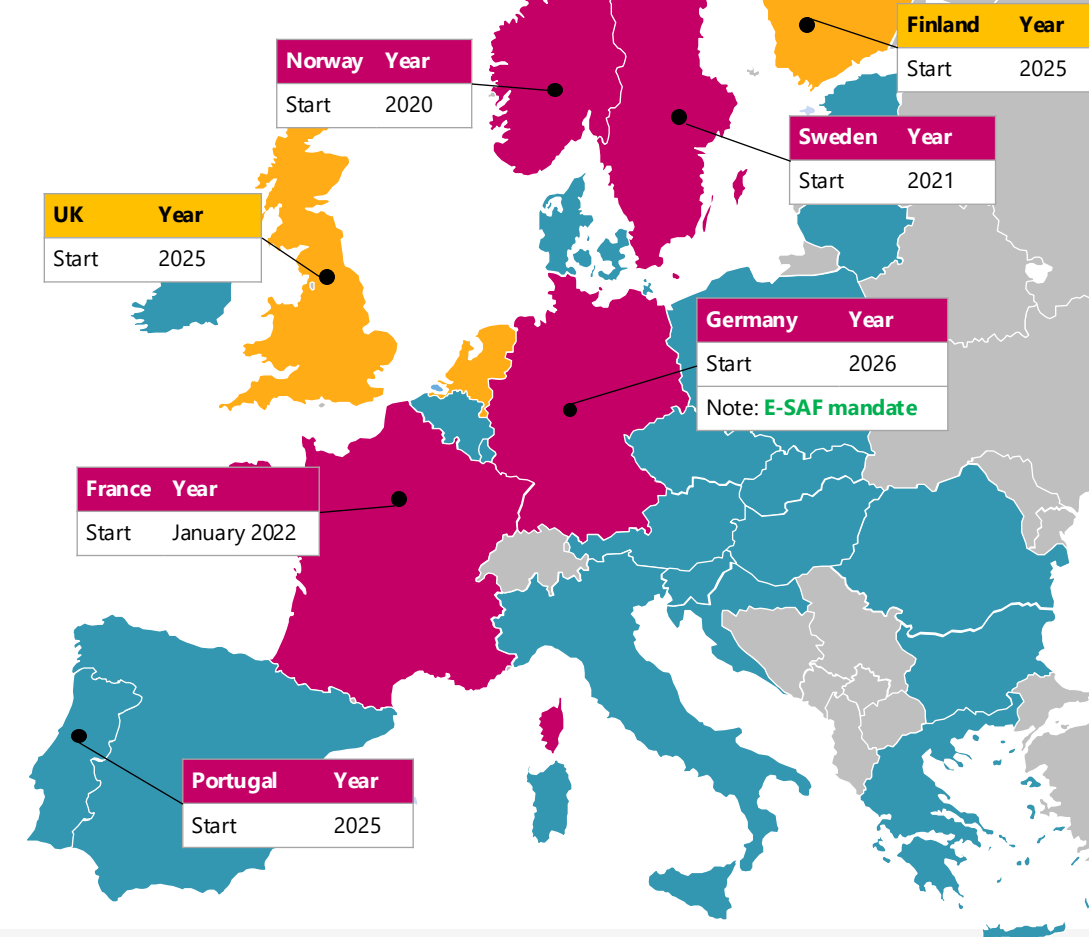 Finland Year
Start 2025
Norway Year
Start 2020
Sweden Year
Start 2021
UK Year
Start 2025
Germany Year
Start 2026
Note: E-SAF mandate
France Year
Start January 2022
Portugal Year
Start 2025